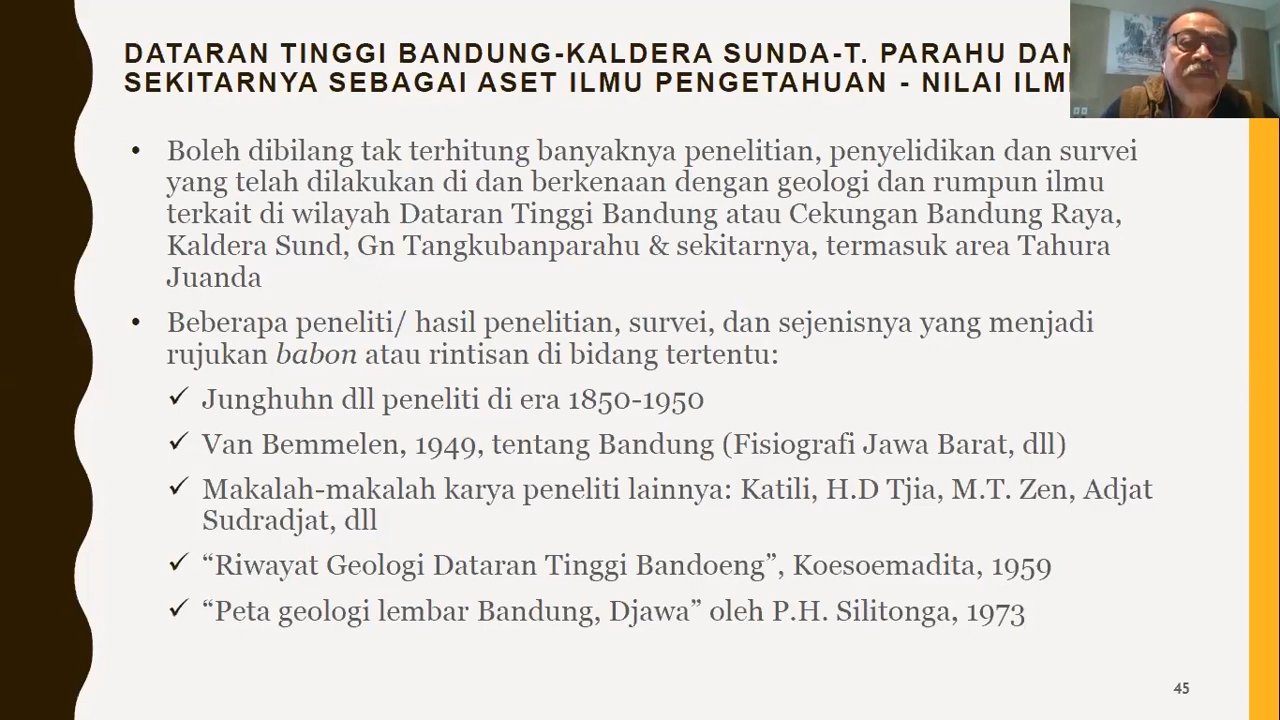 DATARAN TINGGI BANDUNG-KALDERA SUNDA-T. PARAHU DAN
SEKITARNYA SEBAGAI ASET ILMU PENGETAHUAN - NILAI
• Boleh dibilang tak terhitung banyaknya penelitian, penyelidikan dan survei
yang telah dilakukan di dan berkenaan dengan geologi dan rumpun ilmu
terkait di wilayah Dataran Tinggi Bandung atau Cekungan Bandung Raya,
Kaldera Sund, Gn Tangkubanparahu & sekitarnya, termasuk area Tahura
Juanda
• Beberapa peneliti/ hasil penelitian, survei, dan sejenisnya yang menjadi
rujukan babon atau rintisan di bidang tertentu:
✓ Junghuhn dll peneliti di era 1850-1950
✓ Van Bemmelen, 1949, tentang Bandung (Fisiografi Jawa Barat, dll)
✓ Makalah-makalah karya peneliti lainnya: Katili, H.D Tjia, M.T. Zen, Adjat
Sudradjat, dll
✓ “Riwayat Geologi Dataran Tinggi Bandoeng”, Koesoemadita, 1959
✓ “Peta geologi lembar Bandung, Djawa” oleh P.H. Silitonga, 1973
45